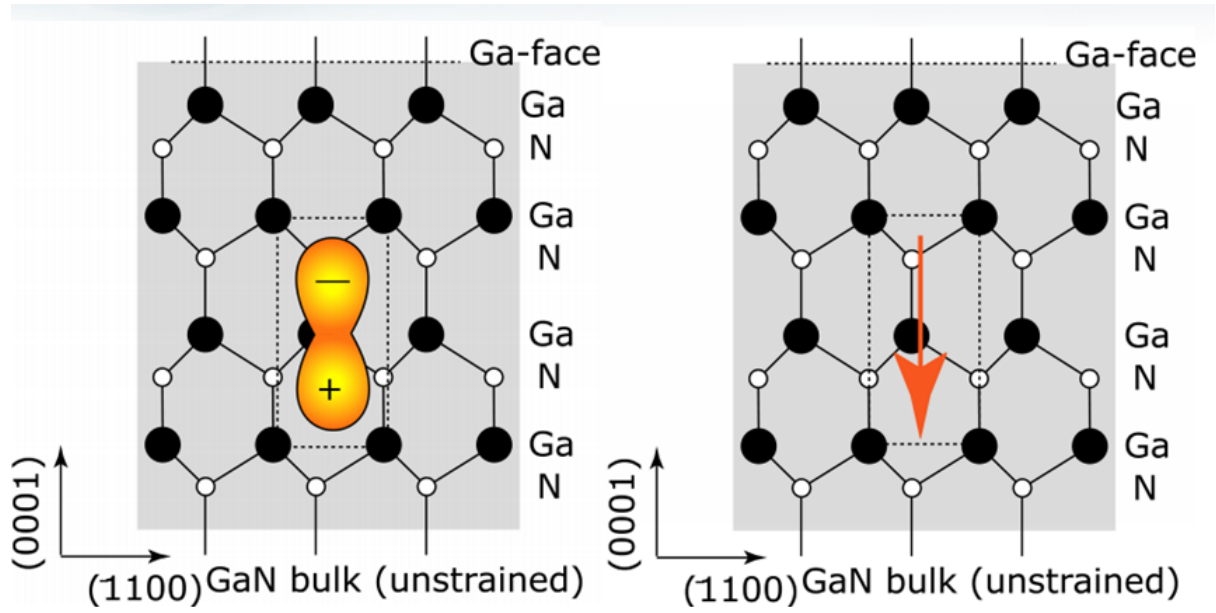 Ga-face
Ga
N
Ga
N
—
Ga
N
+
Ga
N
(0001)
(1100)
GaN bulk (unstrained)
Ga-face
Ga
N
Ga
N
Ga
N
Ga
N
(0001)
(1100)
GaN bulk (unstrained)